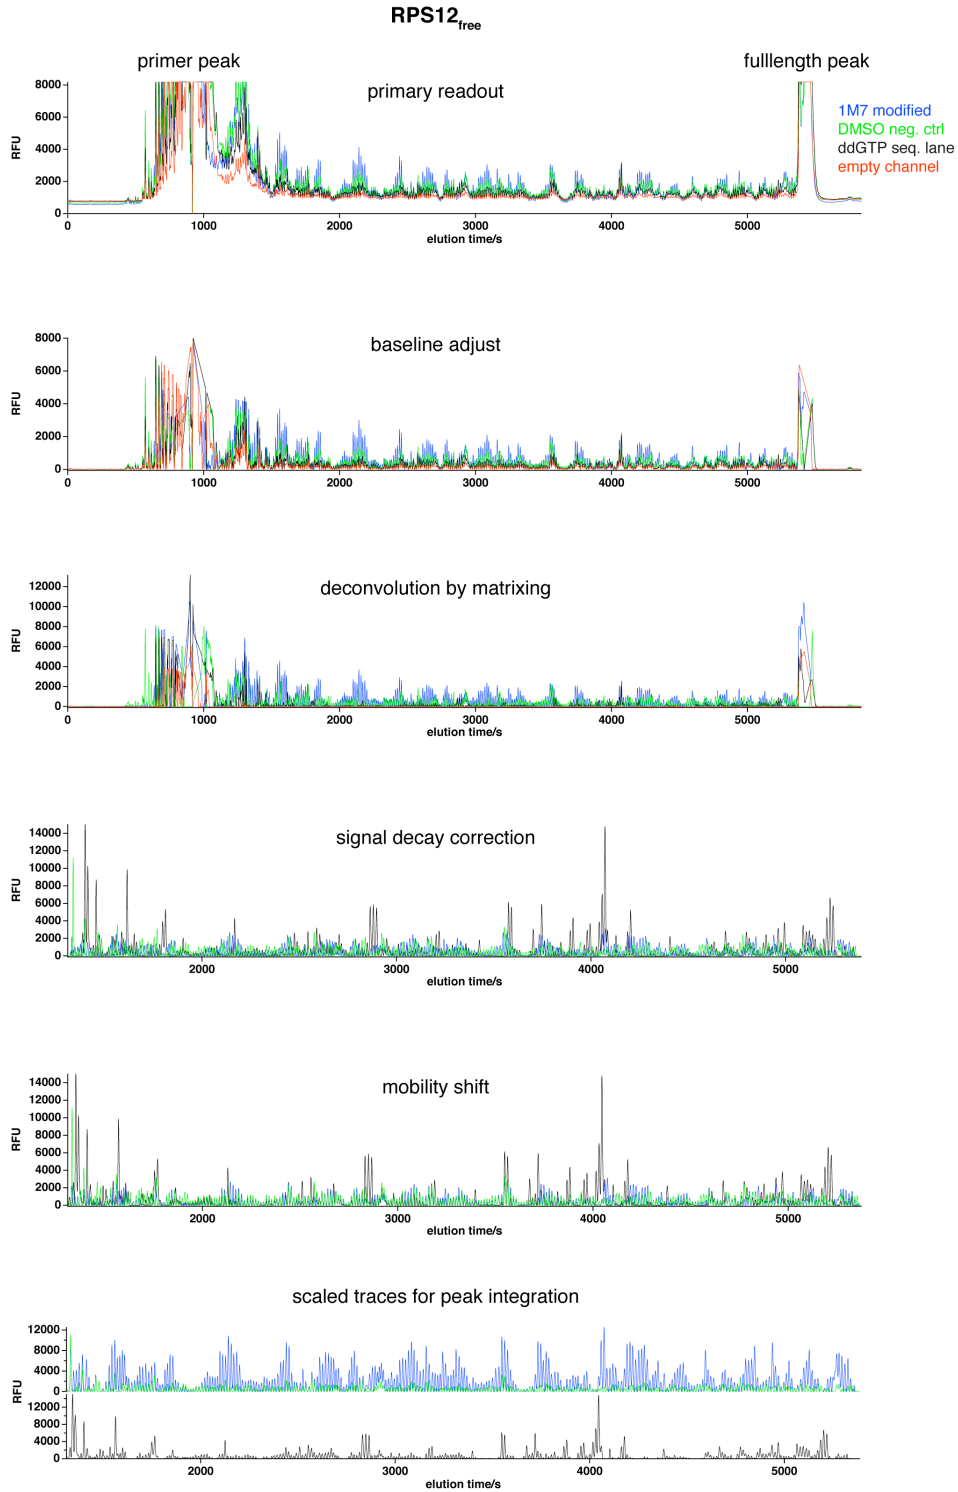 RPS12free
primer peak
fulllength peak
primary readout
1M7 modified
DMSO neg. ctrl
ddGTP seq. lane
empty channel
RFU
8000
6000
4000
2000
0
0 1000 2000 3000 4000 5000
elution time/s
baseline adjust
RFU
8000
6000
4000
2000
0
0 1000 2000 3000 4000 5000
elution time/s
deconvolution by matrixing
RFU
12000
10000
8000
6000
4000
2000
0
0 1000 2000 3000 4000 5000
elution time/s
signal decay correction
RFU
14000
12000
10000
8000
6000
4000
2000
0
2000 3000 4000 5000
elution time/s
mobility shift
RFU
14000
12000
10000
8000
6000
4000
2000
0
2000 3000 4000 5000
elution time/s
scaled traces for peak integration
RFU
12000
8000
4000
0
12000
8000
4000
0
2000 3000 4000 5000
elution time/s